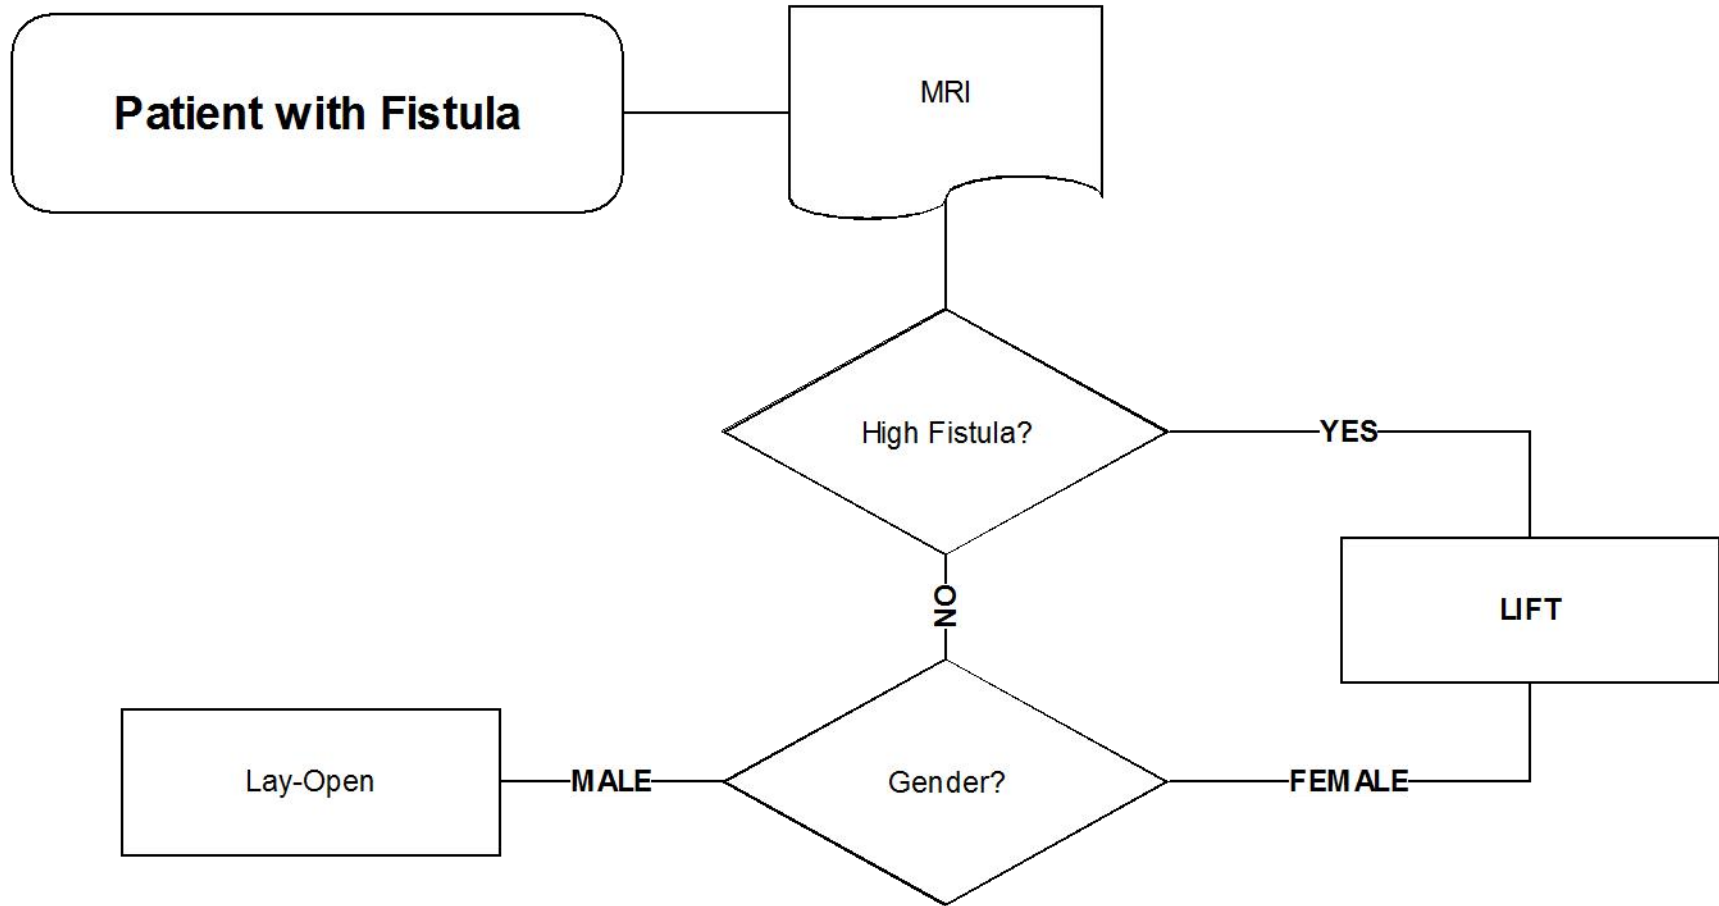 Patient with Fistula
MRI
High Fistula?
YES
NO
LIFT
Lay-Open
MALE
Gender?
FEMALE